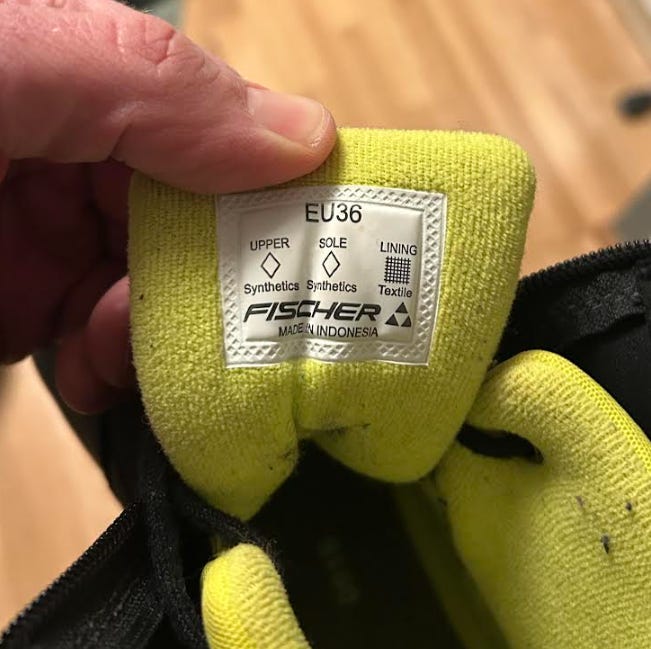 EU36
UPPER SOLE LINING
Synthetics Synthetics Textile
FISCHER
MADE IN INDONESIA